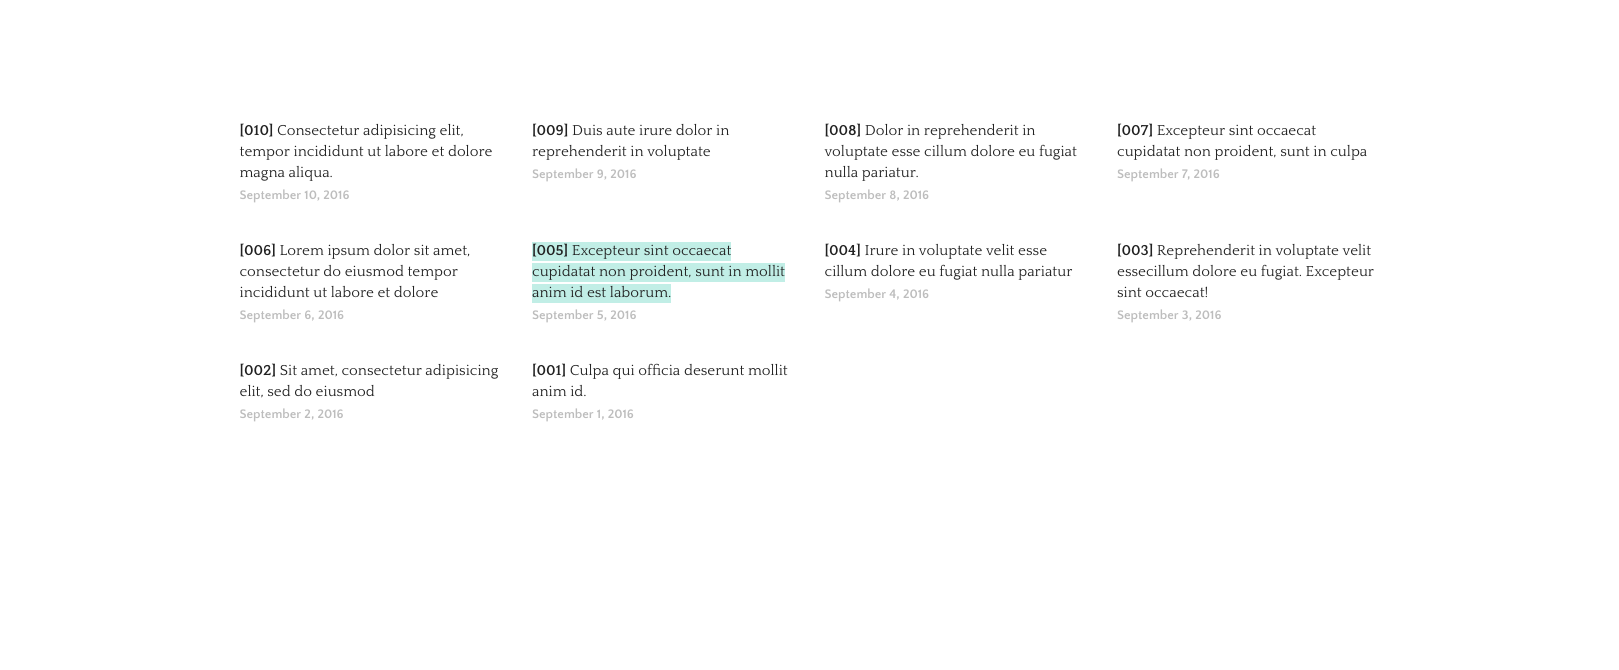 [010] Consectetur adipisicing elit,
tempor incididunt ut labore et dolore
magna aliqua.
September 10, 2016
[009] Duis aute irure dolor in
reprehenderit in voluptate
September 9, 2016
[008] Dolor in reprehenderit in
voluptate esse cillum dolore eu fugiat
nulla pariatur.
September 8, 2016
[007] Excepteur sint occaecat
cupidatat non proident, sunt in culpa
September 7, 2016
[006] Lorem ipsum dolor sit amet,
consectetur do eiusmod tempor
incididunt ut labore et dolore
September 6, 2016
[005] Excepteur sint occaecat
cupidatat non proident, sunt in mollit
anim id est laborum.
September 5, 2016
[004] Irure in voluptate velit esse
cillum dolore eu fugiat nulla pariatur
September 4, 2016
[003] Reprehenderit in voluptate velit
essecillum dolore eu fugiat. Excepteur
sint occaecat!
September 3, 2016
[002] Sit amet, consectetur adipisicing
elit, sed do eiusmod
September 2, 2016
[001] Culpa qui officia deserunt mollit
anim id.
September 1, 2016